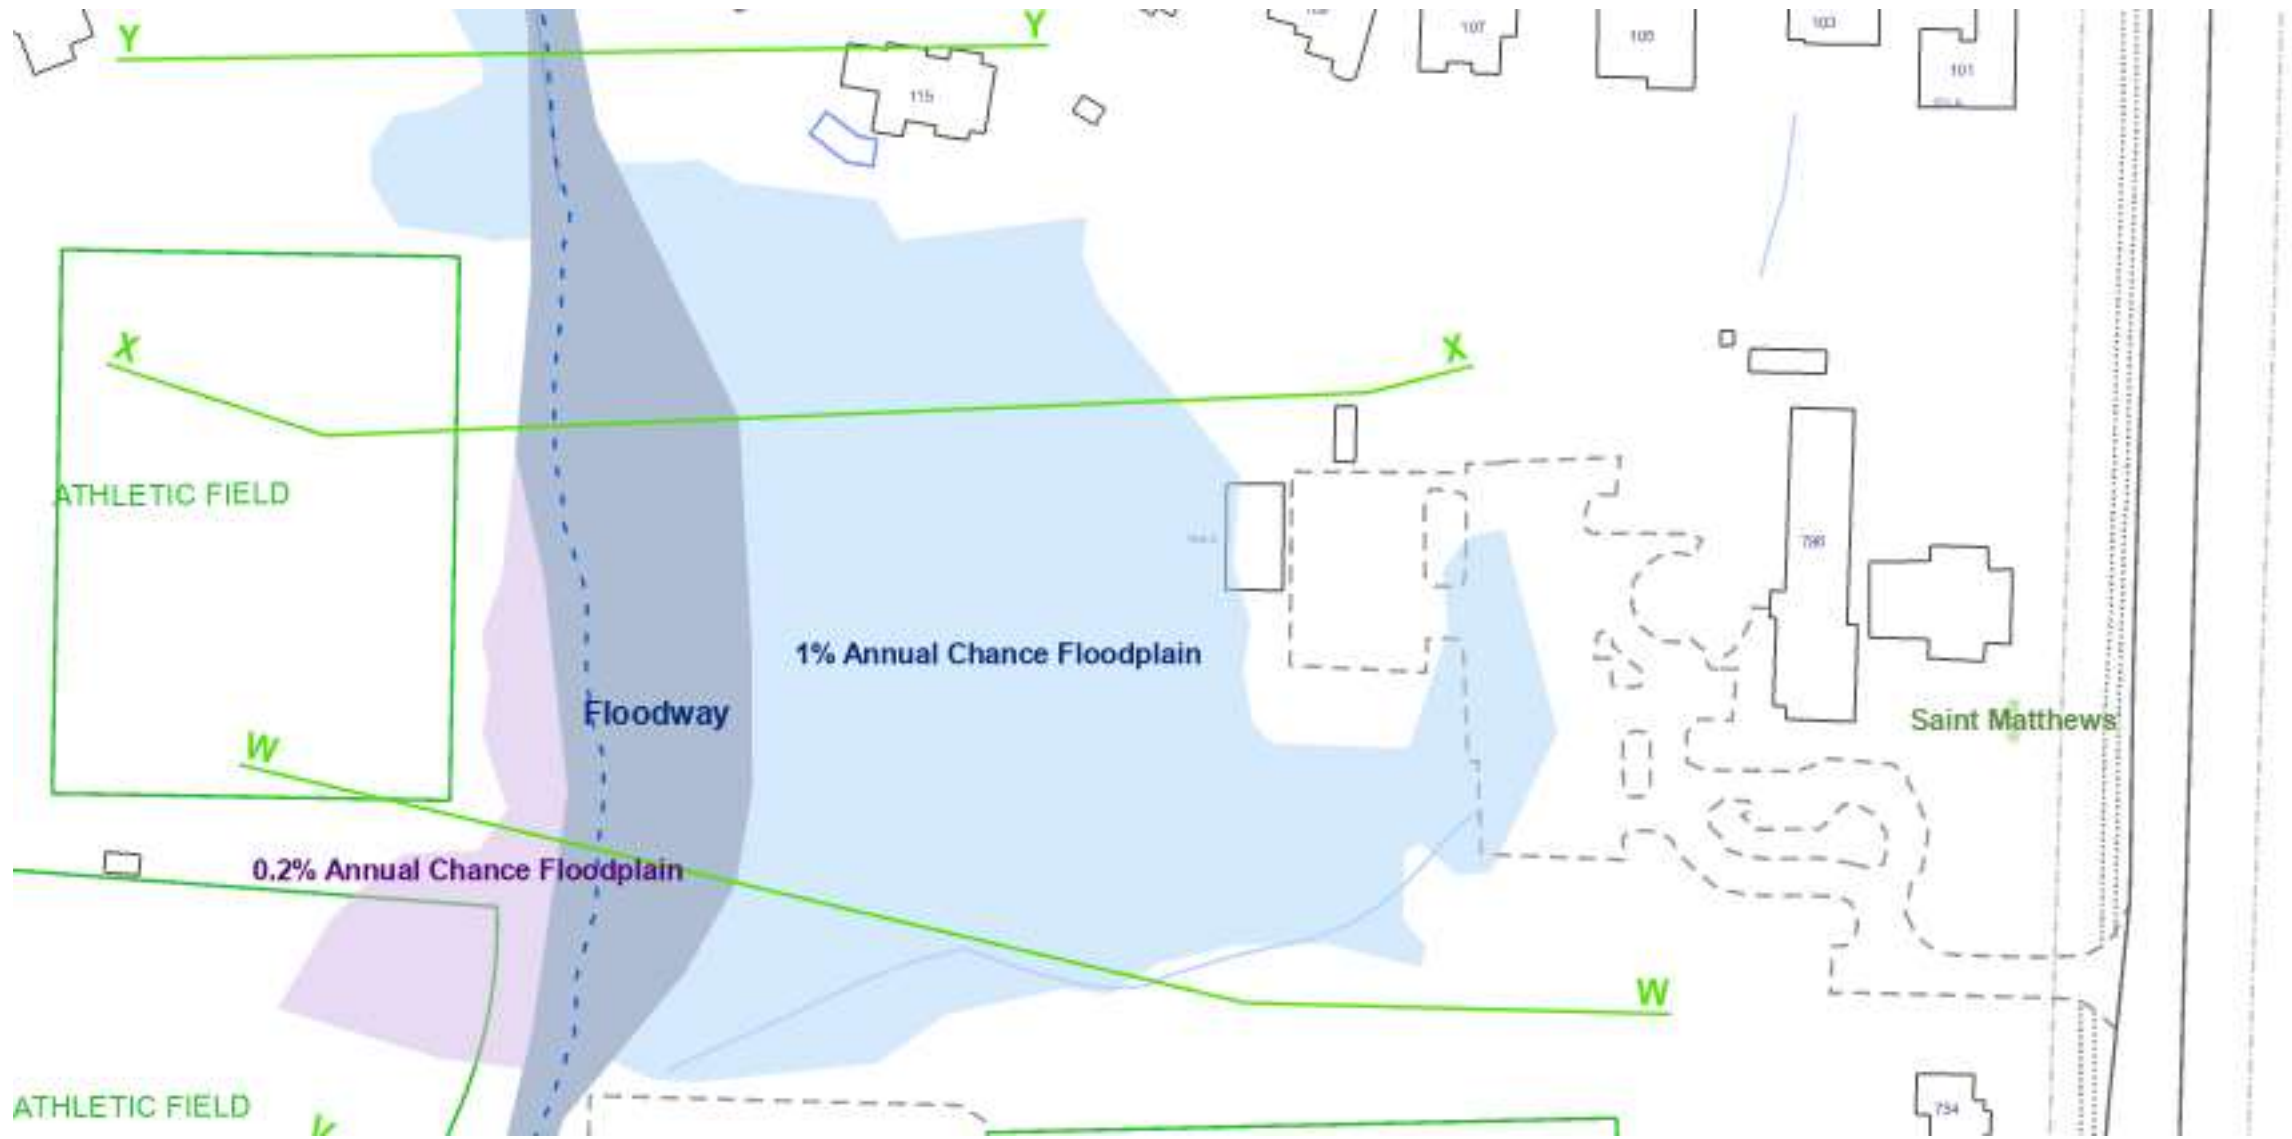 Y
Y
107
105
103
101
115
X
X
ATHLETIC FIELD
798
1% Annual Chance Floodplain
Floodway
Saint Matthews
W
0.2% Annual Chance Floodplain
W
ATHLETIC FIELD
734